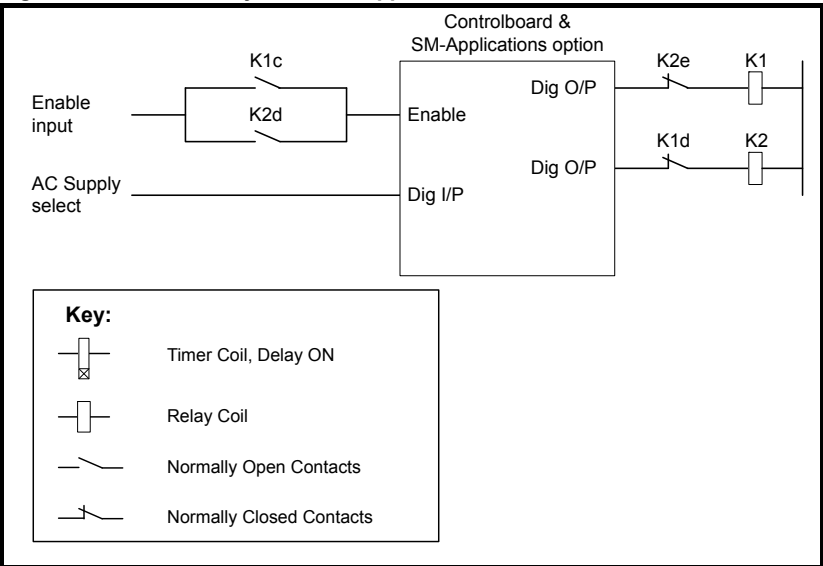 Controlboard &
SM-Applications option
K1c
K2e
K1
Dig O/P
Enable
input
K2d
Enable
K1d
K2
Dig O/P
AC Supply
select
Dig I/P
Key:
Timer Coil, Delay ON
Relay Coil
Normally Open Contacts
Normally Closed Contacts